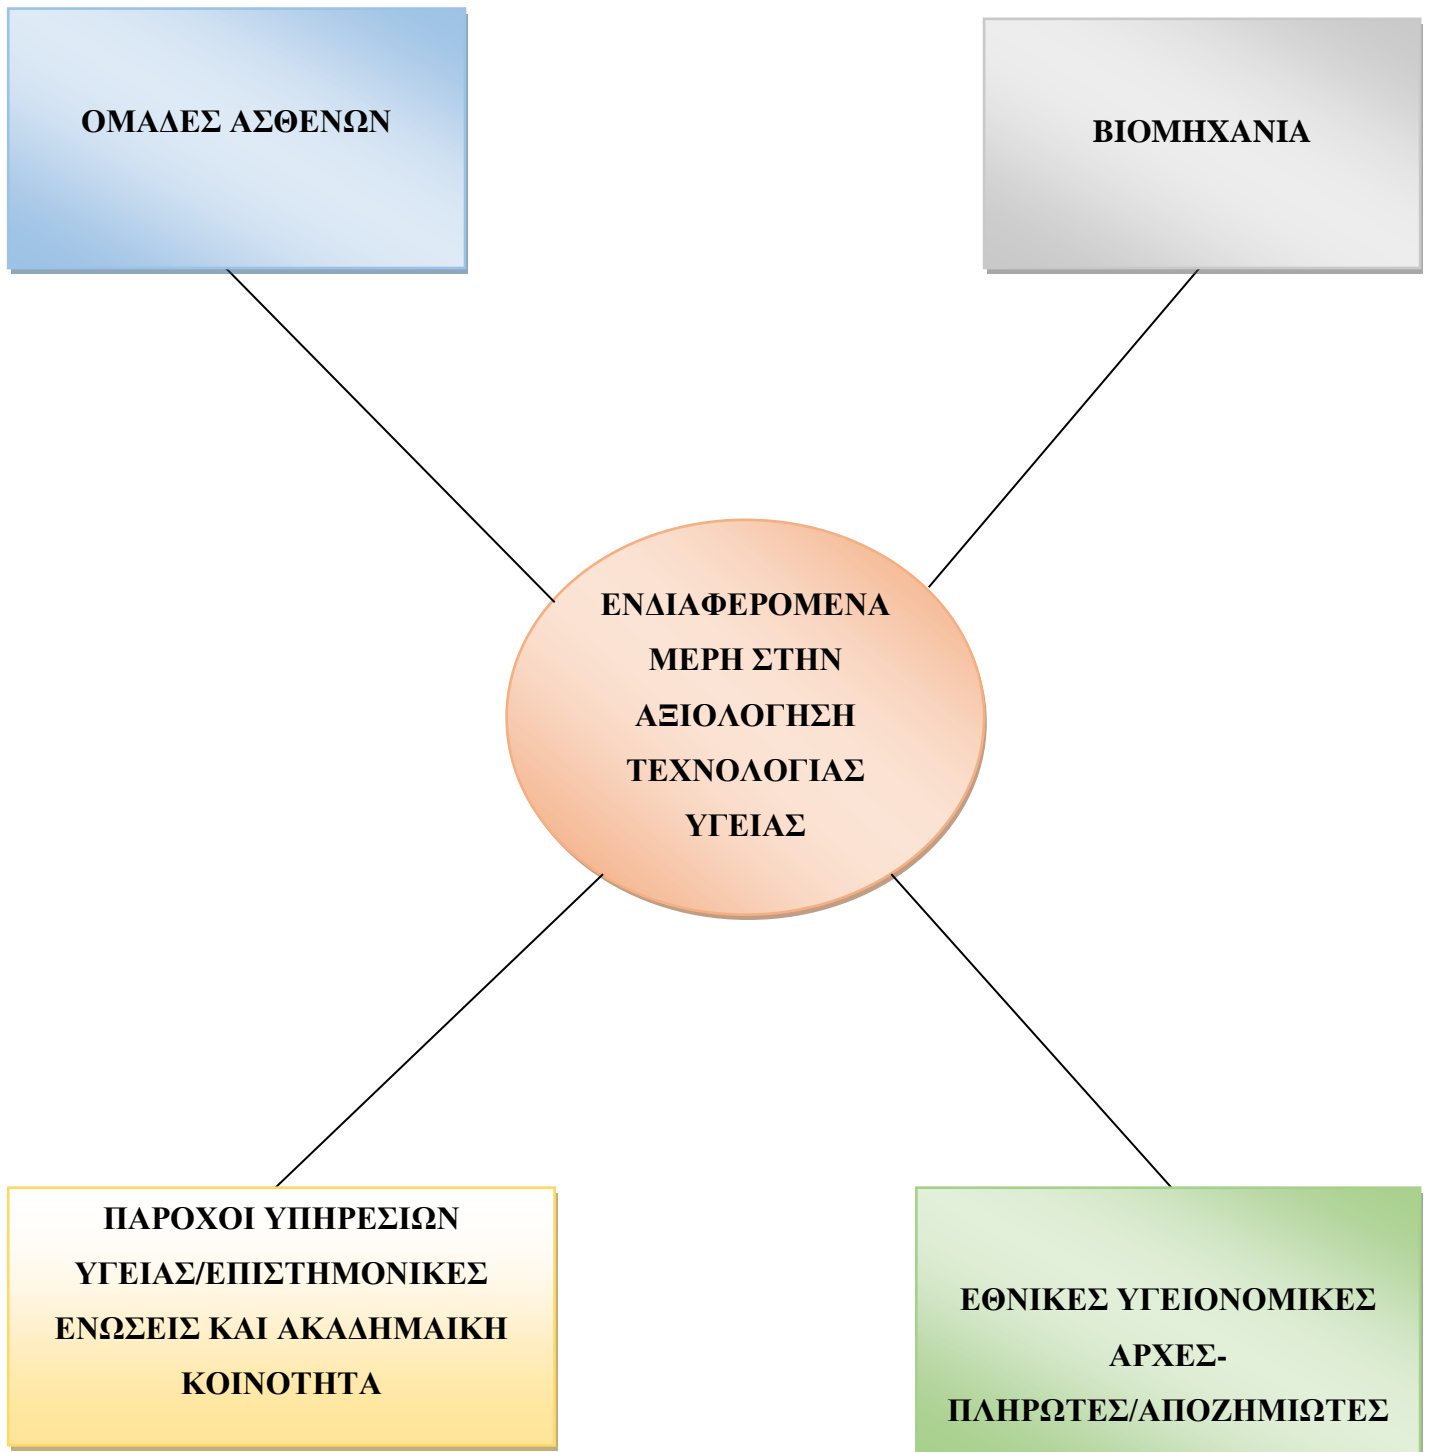 ΟΜΑΔΕΣ ΑΣΘΕΝΩΝ
ΒΙΟΜΗΧΑΝΙΑ
ΕΝΔΙΑΦΕΡΟΜΕΝΑ
ΜΕΡΗ ΣΤΗΝ
ΑΞΙΟΛΟΓΗΣΗ
ΤΕΧΝΟΛΟΓΙΑΣ
ΥΓΕΙΑΣ
ΠΑΡΟΧΟΙ ΥΠΗΡΕΣΙΩΝ
ΥΓΕΙΑΣ/ΕΠΙΣΤΗΜΟΝΙΚΕΣ
ΕΝΩΣΕΙΣ ΚΑΙ ΑΚΑΔΗΜΑΙΚΗ
ΚΟΙΝΟΤΗΤΑ
ΕΘΝΙΚΕΣ ΥΓΕΙΟΝΟΜΙΚΕΣ
ΑΡΧΕΣ-
ΠΛΗΡΩΤΕΣ/ΑΠΟΖΗΜΙΩΤΕΣ